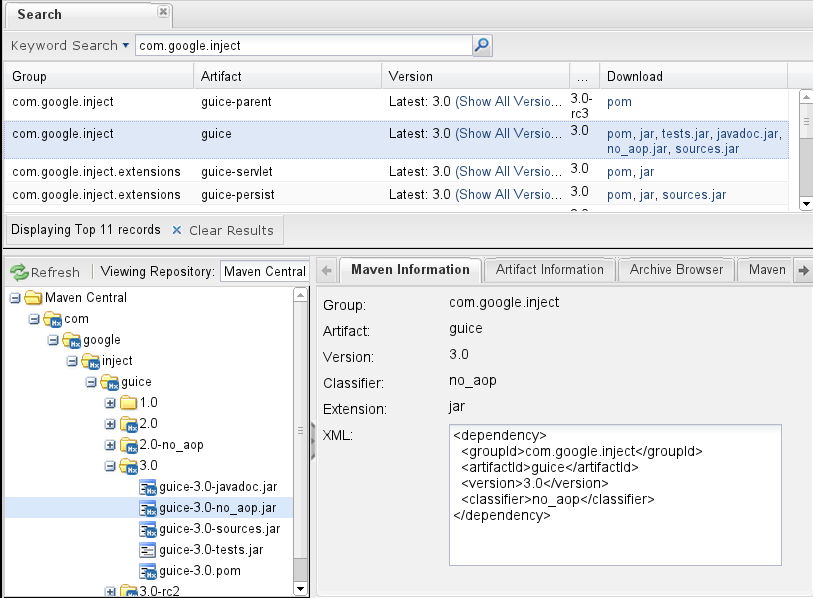 Search
Keyword Search com.google.inject
Group Artifact Version ... Download
com.google.inject guice-parent Latest: 3.0 (Show All Versio... 3.0-rc3 pom
com.google.inject guice Latest: 3.0 (Show All Versio... 3.0 pom, jar, tests.jar, javadoc.jar,
no_aop.jar, sources.jar
com.google.inject.extensions guice-servlet Latest: 3.0 (Show All Versio... 3.0 pom, jar
com.google.inject.extensions guice-persist Latest: 3.0 (Show All Versio... 3.0 pom, jar, sources.jar
Displaying Top 11 records Clear Results
Refresh Viewing Repository: Maven Central
Maven Central
com
google
inject
guice
1.0
2.0
2.0-no_aop
3.0
guice-3.0-javadoc.jar
guice-3.0-no_aop.jar
guice-3.0-sources.jar
guice-3.0-tests.jar
guice-3.0.pom
3.0-rc2
Maven Information Artifact Information Archive Browser Maven
Group: com.google.inject
Artifact: guice
Version: 3.0
Classifier: no_aop
Extension: jar
XML:
<dependency>
<groupId>com.google.inject</groupId>
<artifactId>guice</artifactId>
<version>3.0</version>
<classifier>no_aop</classifier>
</dependency>